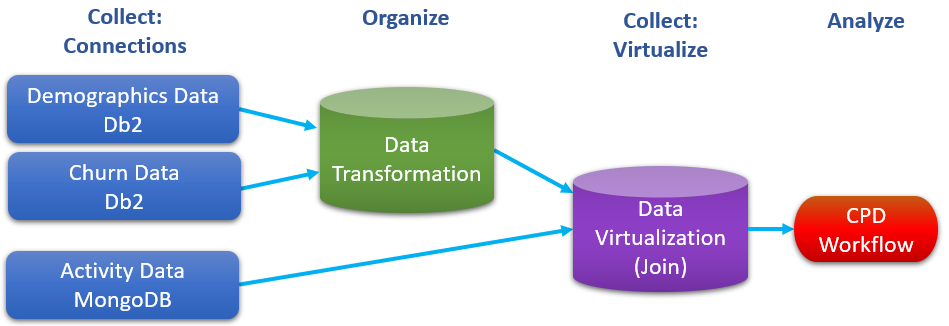 Collect:
Connections
Organize
Collect:
Virtualize
Analyze
Demographics Data
Db2
Churn Data
Db2
Activity Data
MongoDB
Data
Transformation
Data
Virtualization
(Join)
CPD
Workflow